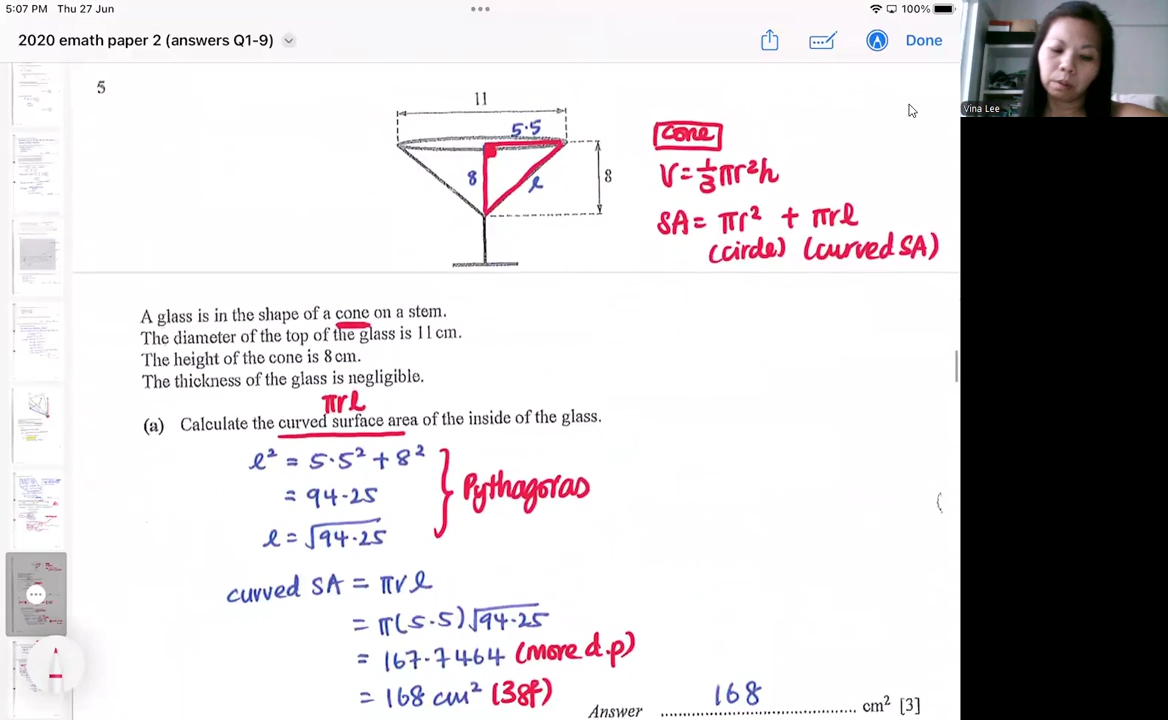 5:07 PM Thu 27 Jun
100%
2020 emath paper 2 (answers Q1-9)
Done
Vina Lee
5
11
5.5
8
l
8
Cone
V = 1/3 πr²h
SA = πr² + πrl
(circle) (curved SA)
A glass is in the shape of a cone on a stem.
The diameter of the top of the glass is 11 cm.
The height of the cone is 8 cm.
The thickness of the glass is negligible.
πrl
(a) Calculate the curved surface area of the inside of the glass.
l² = 5.5² + 8²
= 94.25
l = √94.25
Pythagoras
curved SA = πrl
= π(5.5)√94.25
= 167.7464 (more d.p)
= 168 cm² (3sf)
Answer 168 cm² [3]